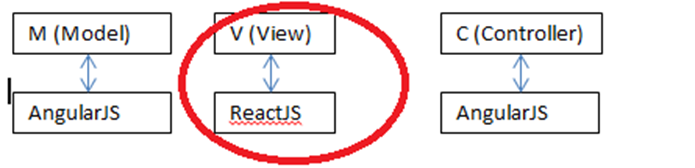 M (Model) V (View) C (Controller)
AngularJS ReactJS AngularJS